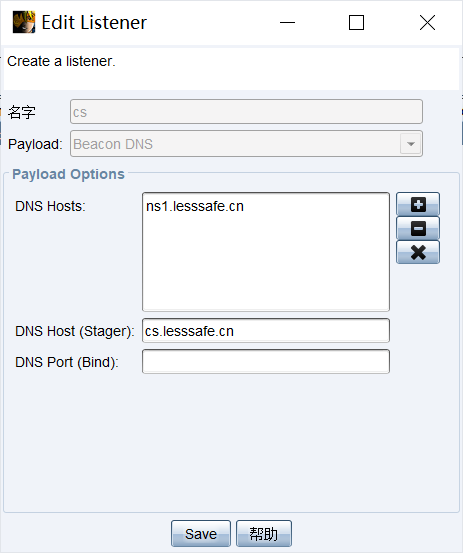 Edit Listener
Create a listener.
名字 cs
Payload: Beacon DNS
Payload Options
DNS Hosts: ns1.lesssafe.cn
DNS Host (Stager): cs.lesssafe.cn
DNS Port (Bind):
Save 帮助